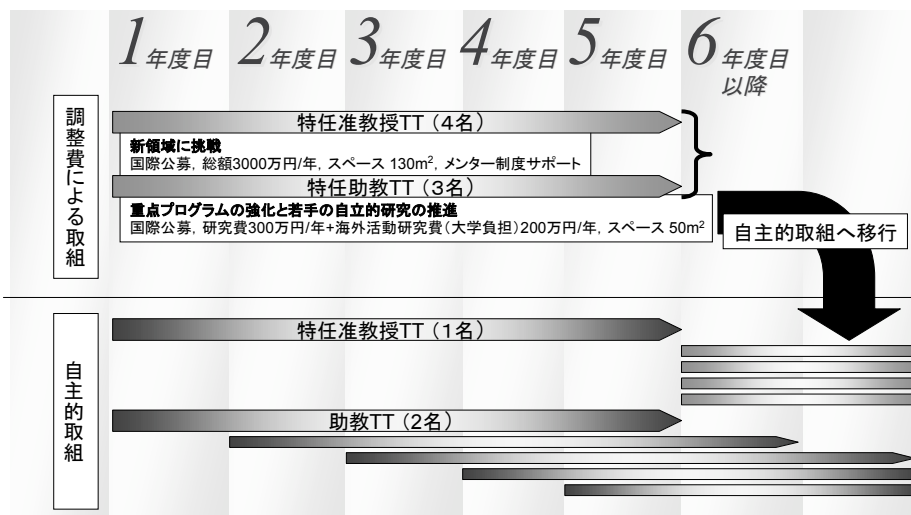 1年度目
2年度目
3年度目
4年度目
5年度目
6年度目
以降
調整費による取組
特任准教授TT（4名）
新領域に挑戦
国際公募, 総額3000万円/年, スペース 130m², メンター制度サポート
特任助教TT（3名）
重点プログラムの強化と若手の自立的研究の推進
国際公募, 研究費300万円/年+海外活動研究費（大学負担）200万円/年, スペース 50m²
自主的取組へ移行
自主的取組
特任准教授TT（1名）
助教TT（2名）